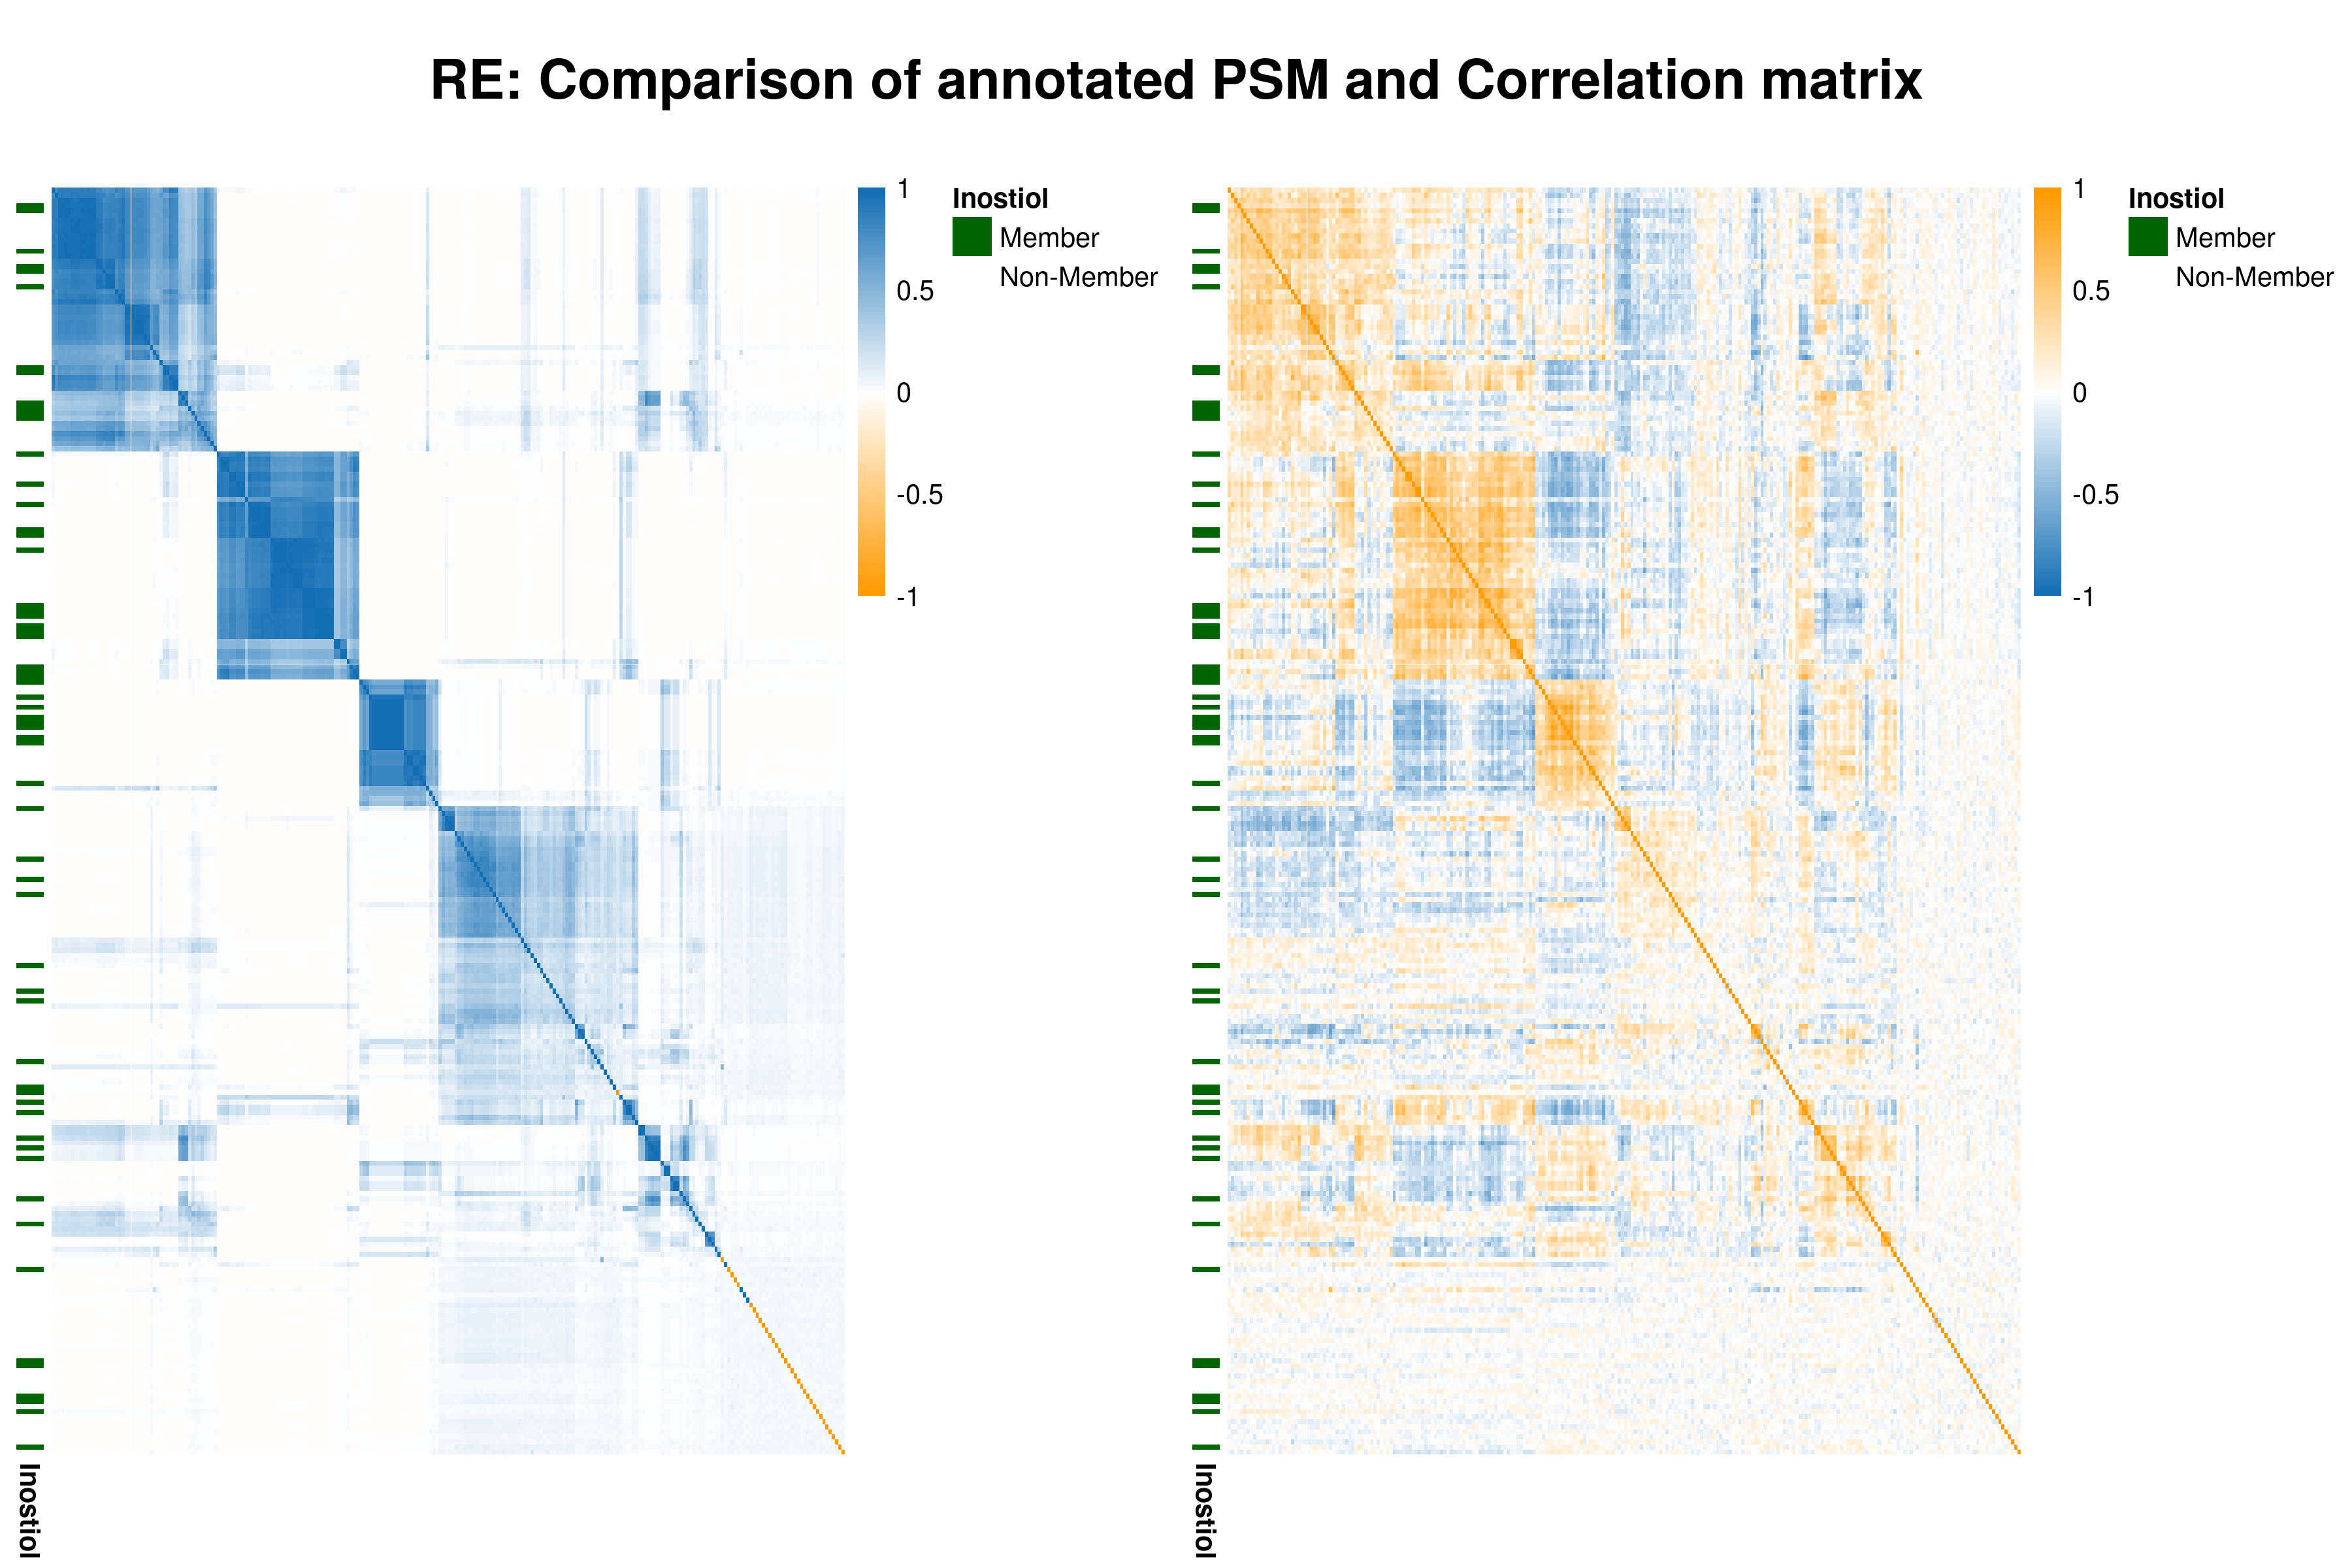 RE: Comparison of annotated PSM and Correlation matrix
1
0.5
0
-0.5
-1
Inostiol
Member
Non-Member
Inostiol
1
0.5
0
-0.5
-1
Inostiol
Member
Non-Member
Inostiol